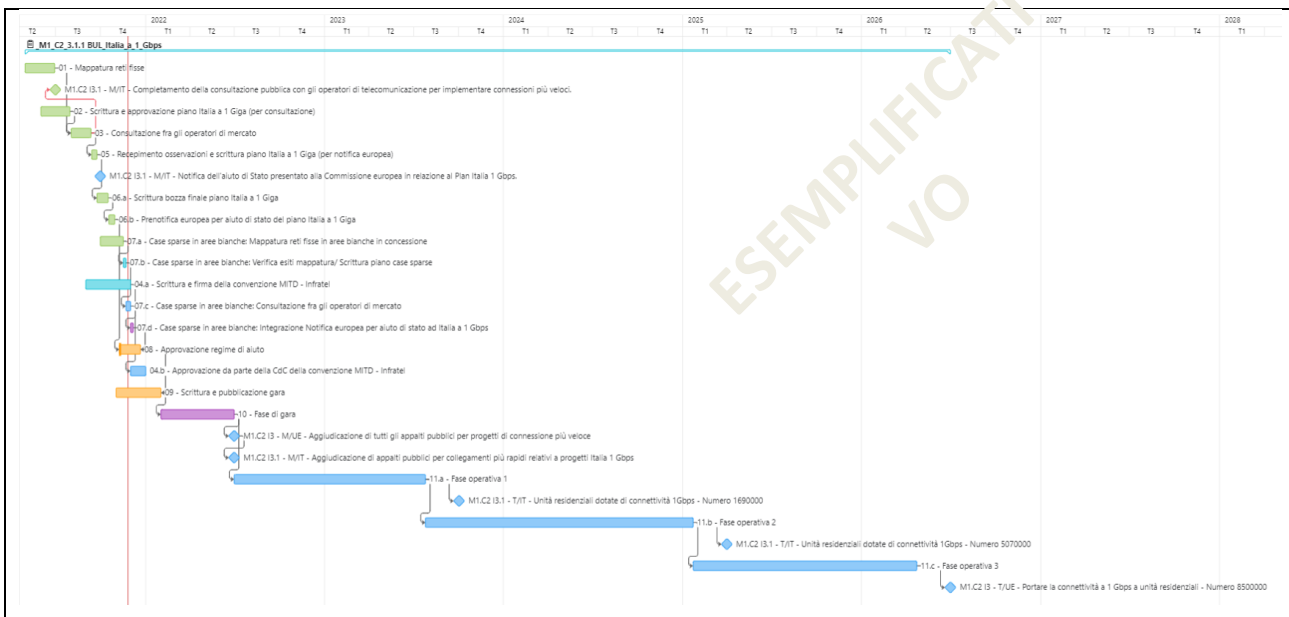 2022 2023 2024 2025 2026 2027 2028
T2 T3 T4 T1 T2 T3 T4 T1 T2 T3 T4 T1 T2 T3 T4 T1 T2 T3 T4 T1 T2 T3 T4 T1 T2 T3 T4 T1
_M1_C2_3.1.1 BUL_Italia_a_1_Gbps
01 - Mappatura reti fisse
M1.C2 I3.1 - M/IT - Completamento della consultazione pubblica con gli operatori di telecomunicazione per implementare connessioni più veloci.
02 - Scrittura e approvazione piano Italia a 1 Giga (per consultazione)
03 - Consultazione fra gli operatori di mercato
05 - Recepimento osservazioni e scrittura piano Italia a 1 Giga (per notifica europea)
M1.C2 I3.1 - M/IT - Notifica dell'aiuto di Stato presentato alla Commissione europea in relazione al Plan Italia 1 Gbps.
06.a - Scrittura bozza finale piano Italia a 1 Giga
06.b - Prenotifica europea per aiuto di stato del piano Italia a 1 Giga
07.a - Case sparse in aree bianche: Mappatura reti fisse in aree bianche in concessione
07.b - Case sparse in aree bianche: Verifica esiti mappatura/ Scrittura piano case sparse
04.a - Scrittura e firma della convenzione MITD - Infratel
07.c - Case sparse in aree bianche: Consultazione fra gli operatori di mercato
07.d - Case sparse in aree bianche: Integrazione Notifica europea per aiuto di stato ad Italia a 1 Gbps
08 - Approvazione regime di aiuto
04.b - Approvazione da parte della CdC della convenzione MITD - Infratel
09 - Scrittura e pubblicazione gara
10 - Fase di gara
M1.C2 I3 - M/UE - Aggiudicazione di tutti gli appalti pubblici per progetti di connessione più veloce
M1.C2 I3.1 - M/IT - Aggiudicazione di appalti pubblici per collegamenti più rapidi relativi a progetti Italia 1 Gbps
11.a - Fase operativa 1
M1.C2 I3.1 - T/IT - Unità residenziali dotate di connettività 1Gbps - Numero 1690000
11.b - Fase operativa 2
M1.C2 I3.1 - T/IT - Unità residenziali dotate di connettività 1Gbps - Numero 5070000
11.c - Fase operativa 3
M1.C2 I3 - T/UE - Portare la connettività a 1 Gbps a unità residenziali - Numero 8500000
ESEMPLIFICATI
VO